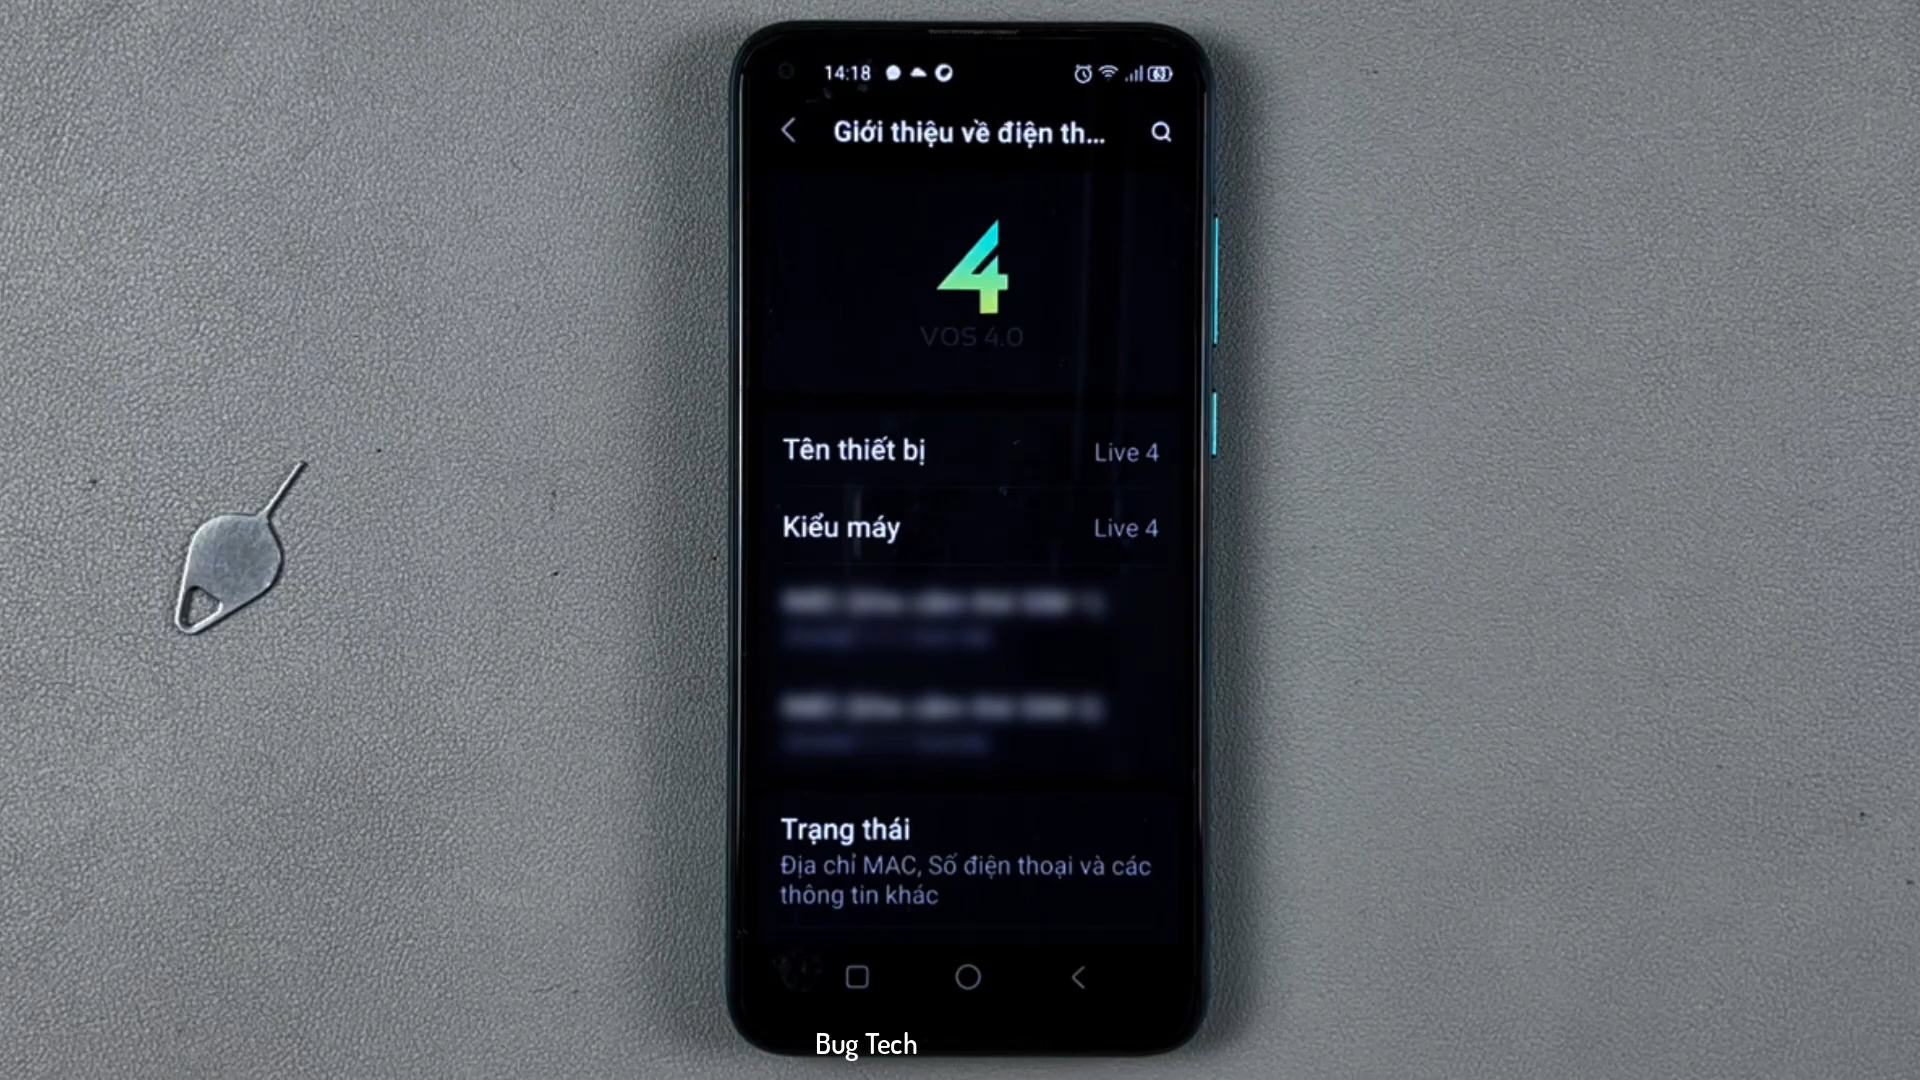 14:18
63
Giới thiệu về điện th...
4
VOS 4.0
Tên thiết bị
Live 4
Kiểu máy
Live 4
Trạng thái
Địa chỉ MAC, Số điện thoại và các
thông tin khác
Bug Tech